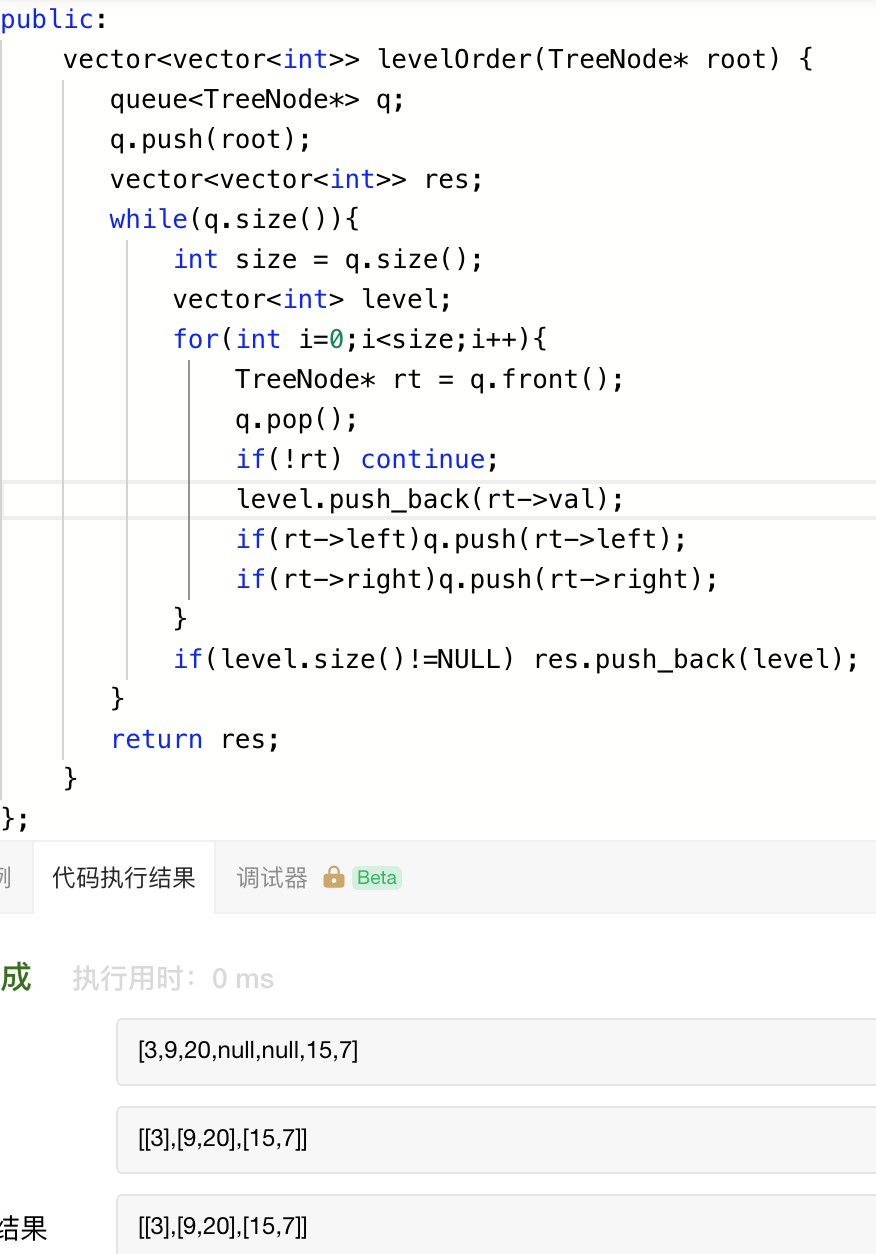 public:
    vector<vector<int>> levelOrder(TreeNode* root) {
       queue<TreeNode*> q;
       q.push(root);
       vector<vector<int>> res;
       while(q.size()){
           int size = q.size();
           vector<int> level;
           for(int i=0;i<size;i++){
               TreeNode* rt = q.front();
               q.pop();
               if(!rt) continue;
               level.push_back(rt->val);
               if(rt->left)q.push(rt->left);
               if(rt->right)q.push(rt->right);
           }
           if(level.size()!=NULL) res.push_back(level);
       }
       return res;
    }
};
例 代码执行结果 调试器 Beta
成 执行用时：0 ms
[3,9,20,null,null,15,7]
[[3],[9,20],[15,7]]
结果 [[3],[9,20],[15,7]]